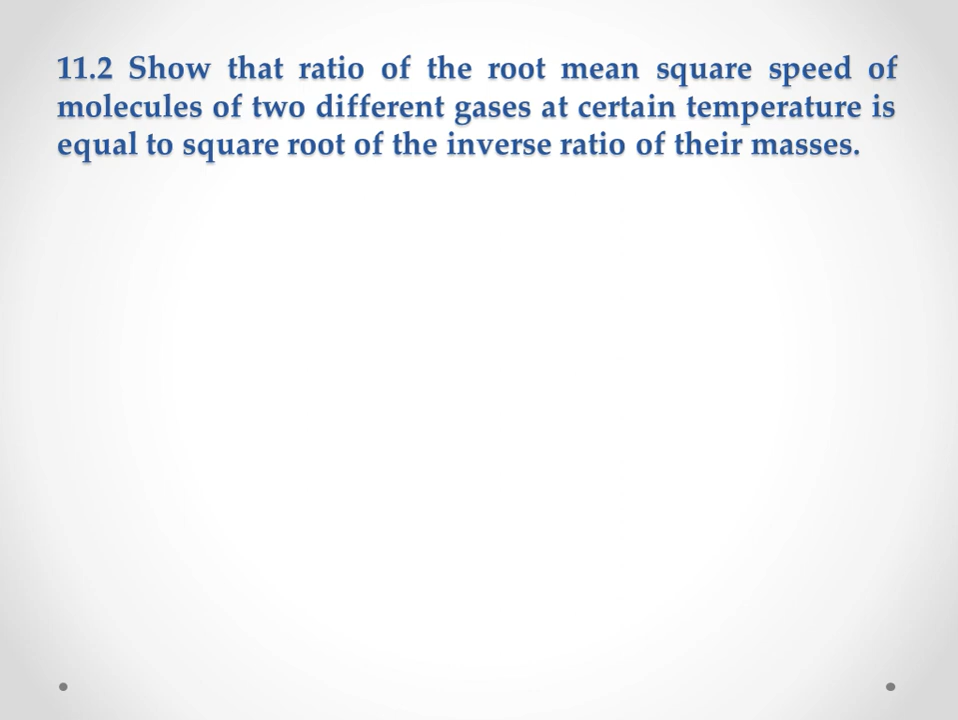 11.2 Show that ratio of the root mean square speed of
molecules of two different gases at certain temperature is
equal to square root of the inverse ratio of their masses.